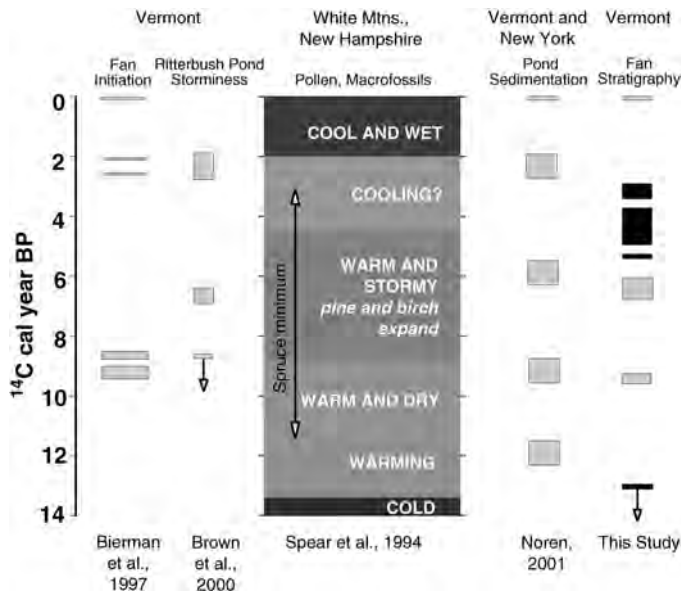 Vermont
White Mtns.,
New Hampshire
Vermont and
New York
Vermont
Fan
Initiation
Ritterbush Pond
Storminess
Pollen, Macrofossils
Pond
Sedimentation
Fan
Stratigraphy
14C cal year BP
0
2
4
6
8
10
12
14
COOL AND WET
COOLING?
WARM AND
STORMY
pine and birch
expand
Spruce minimum
WARM AND DRY
WARMING
COLD
Bierman
et al.,
1997
Brown
et al.,
2000
Spear et al., 1994
Noren,
2001
This Study